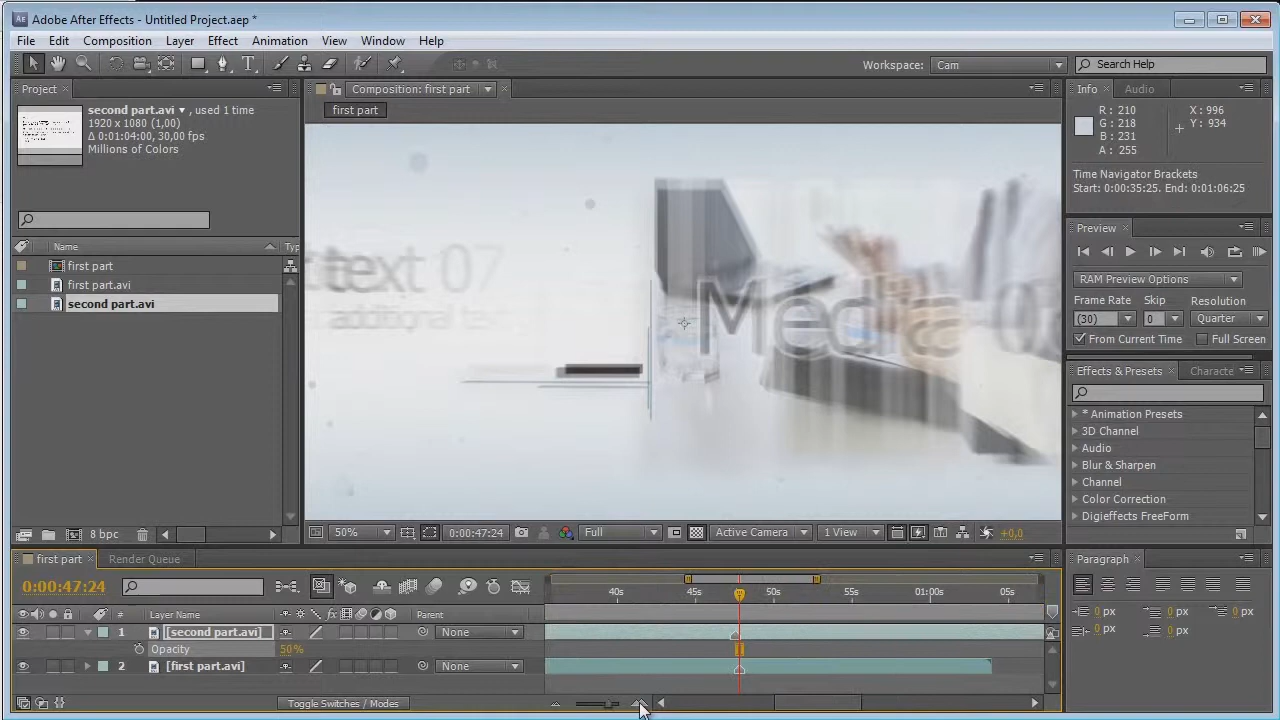 Adobe After Effects - Untitled Project.aep *
File Edit Composition Layer Effect Animation View Window Help
Workspace: Cam Search Help
Project
Composition: first part
first part
second part.avi ▾ , used 1 time
1920 x 1080 (1,00)
Δ 0:01:04:00, 30,00 fps
Millions of Colors
Name Typ
first part
first part.avi
second part.avi
8 bpc
text 07
additional text
Media 0
50% 0:00:47:24 Full Active Camera 1 View +0,0
Info Audio
R: 210
G: 218
B: 231
A: 255
X: 996
Y: 934
Time Navigator Brackets
Start: 0:00:35:25, End: 0:01:06:25
Preview
RAM Preview Options
Frame Rate Skip Resolution
(30) 0 Quarter
From Current Time Full Screen
Effects & Presets Characte
* Animation Presets
3D Channel
Audio
Blur & Sharpen
Channel
Color Correction
Digieffects FreeForm
first part Render Queue
0:00:47:24
40s 45s 50s 55s 01:00s 05s
# Layer Name Parent
1 [second part.avi] None
Opacity 50%
2 [first part.avi] None
Toggle Switches / Modes
Paragraph
0 px 0 px 0 px
0 px 0 px